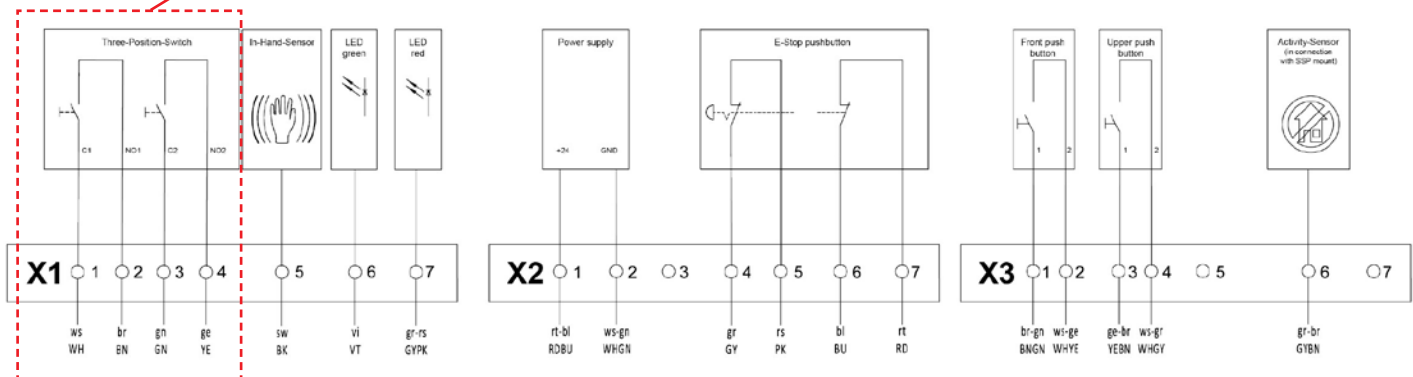 Three-Position-Switch
In-Hand-Sensor
LED
green
LED
red
Power supply
E-Stop pushbutton
Front push
button
Upper push
button
Activity-Sensor
(in connection
with SSP mount)
C1 NO1 C2 NO2
+24 GND
1 2
1 2
X1 1 2 3 4 5 6 7
X2 1 2 3 4 5 6 7
X3 1 2 3 4 5 6 7
ws br gn ge sw vi gr-rs
WH BN GN YE BK VT GYPK
rt-bl ws-gn gr rs bl rt
RDBU WHGN GY PK BU RD
br-gn ws-ge ge-br ws-gr gr-br
BNGN WHYE YEBN WHGY GYBN